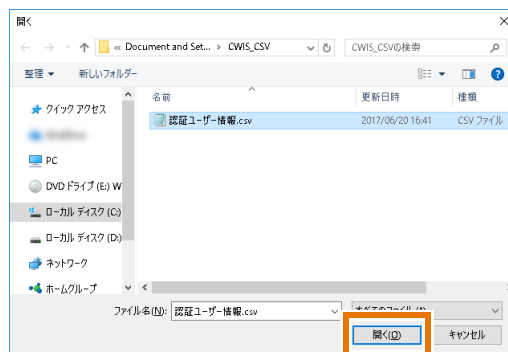 開く
« Document and Set... > CWIS_CSV
CWIS_CSVの検索
整理
新しいフォルダー
名前
更新日時
種類
クイック アクセス
認証ユーザー情報.csv
2017/06/20 16:41
CSV ファイル
PC
DVD ドライブ (E:) W
ローカル ディスク (C:)
ローカル ディスク (D:)
ネットワーク
ホームグループ
ファイル名(N):
認証ユーザー情報.csv
開く(O)
キャンセル